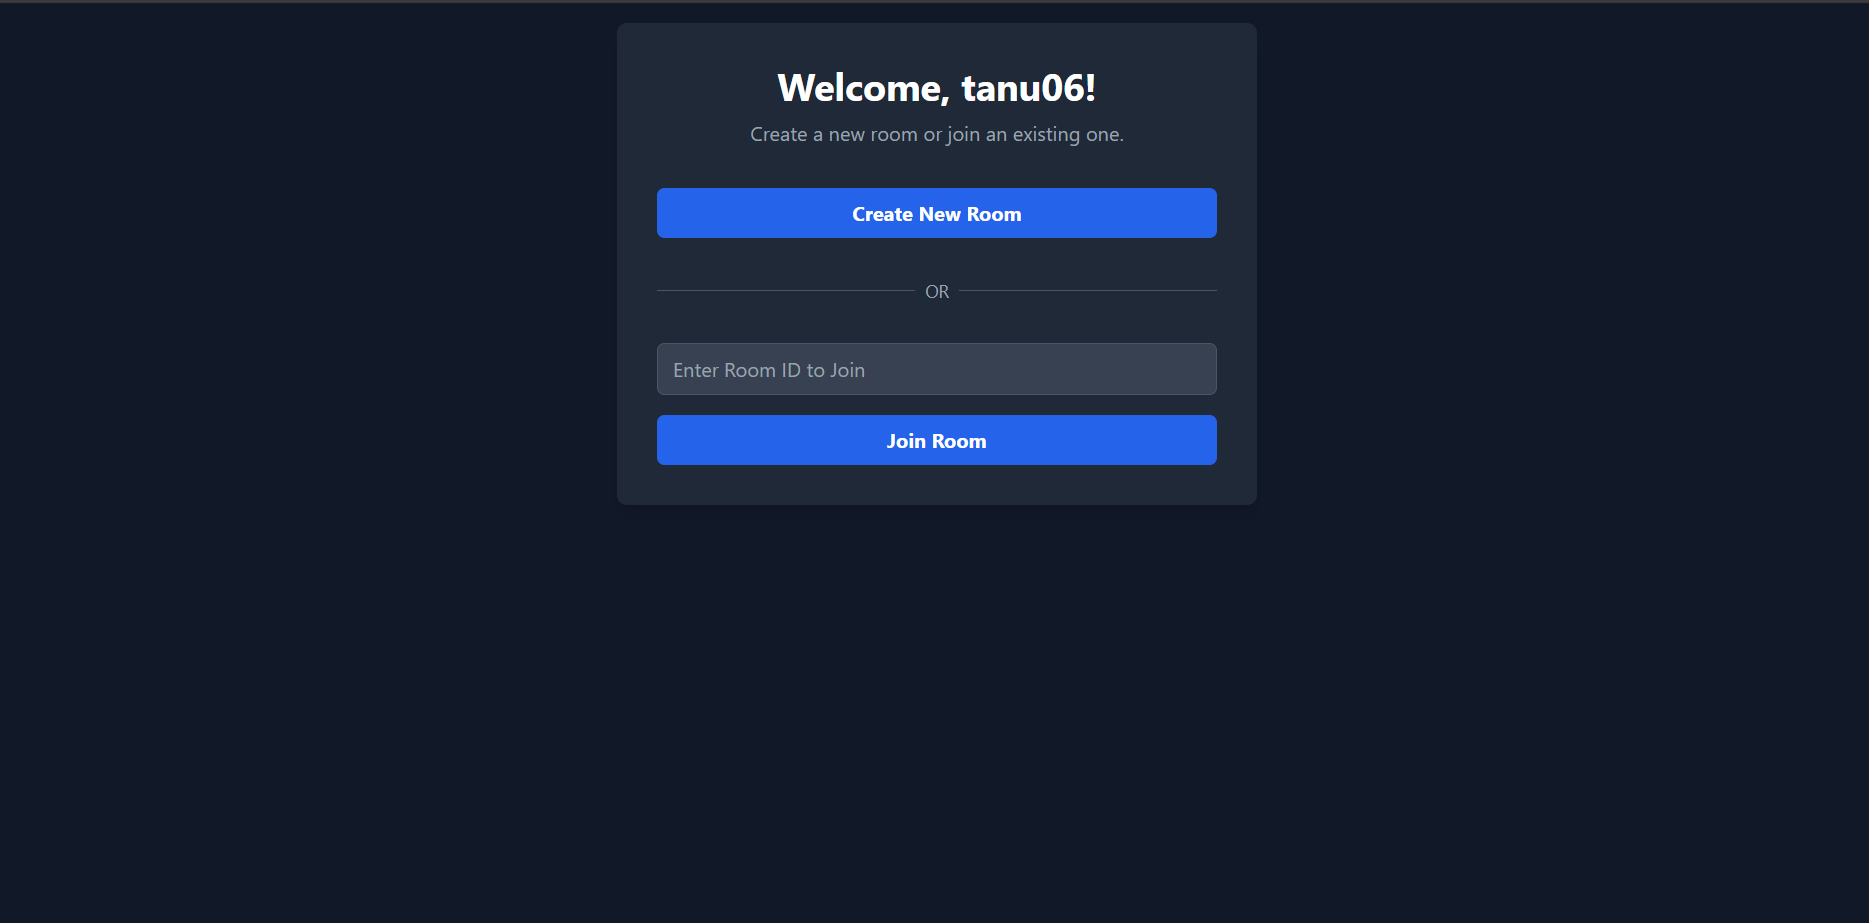 Welcome, tanu06!
Create a new room or join an existing one.
Create New Room
OR
Enter Room ID to Join
Join Room